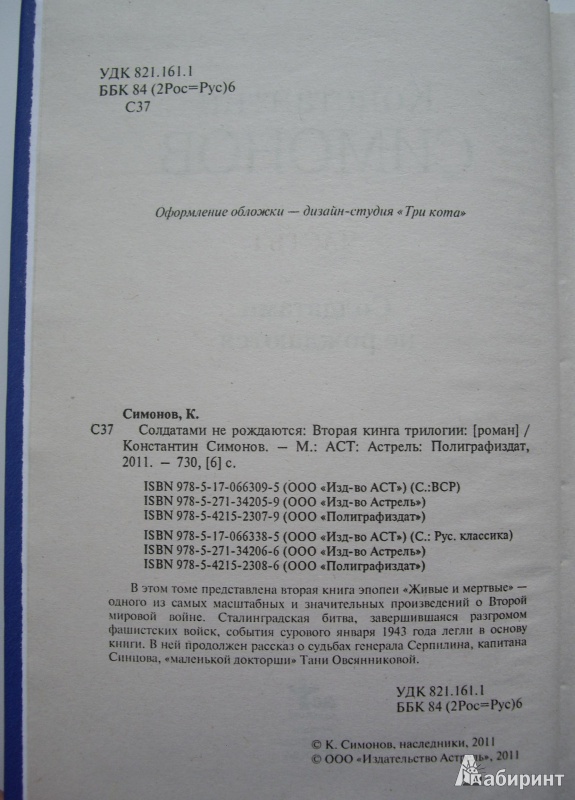 УДК 821.161.1
ББК 84 (2Рос=Рус)6
С37
Оформление обложки — дизайн-студия «Три кота»
Симонов, К.
С37 Солдатами не рождаются: Вторая кинга трилогии: [роман] /
Константин Симонов. — М.: АСТ: Астрель: Полиграфиздат,
2011. — 730, [6] с.
ISBN 978-5-17-066309-5 (ООО «Изд-во АСТ») (С.:ВСР)
ISBN 978-5-271-34205-9 (ООО «Изд-во Астрель»)
ISBN 978-5-4215-2307-9 (ООО «Полиграфиздат»)
ISBN 978-5-17-066338-5 (ООО «Изд-во АСТ») (С.: Рус. классика)
ISBN 978-5-271-34206-6 (ООО «Изд-во Астрель»)
ISBN 978-5-4215-2308-6 (ООО «Полиграфиздат»)
В этом томе представлена вторая книга эпопеи «Живые и мертвые» —
одного из самых масштабных и значительных произведений о Второй
мировой войне. Сталинградская битва, завершившаяся разгромом
фашистских войск, события сурового января 1943 года легли в основу
книги. В ней продолжен рассказ о судьбах генерала Серпилина, капитана
Синцова, «маленькой докторши» Тани Овсянниковой.
УДК 821.161.1
ББК 84 (2Рос=Рус)6
© К. Симонов, наследники, 2011
© ООО «Издательство Астрель», 2011
Лабиринт